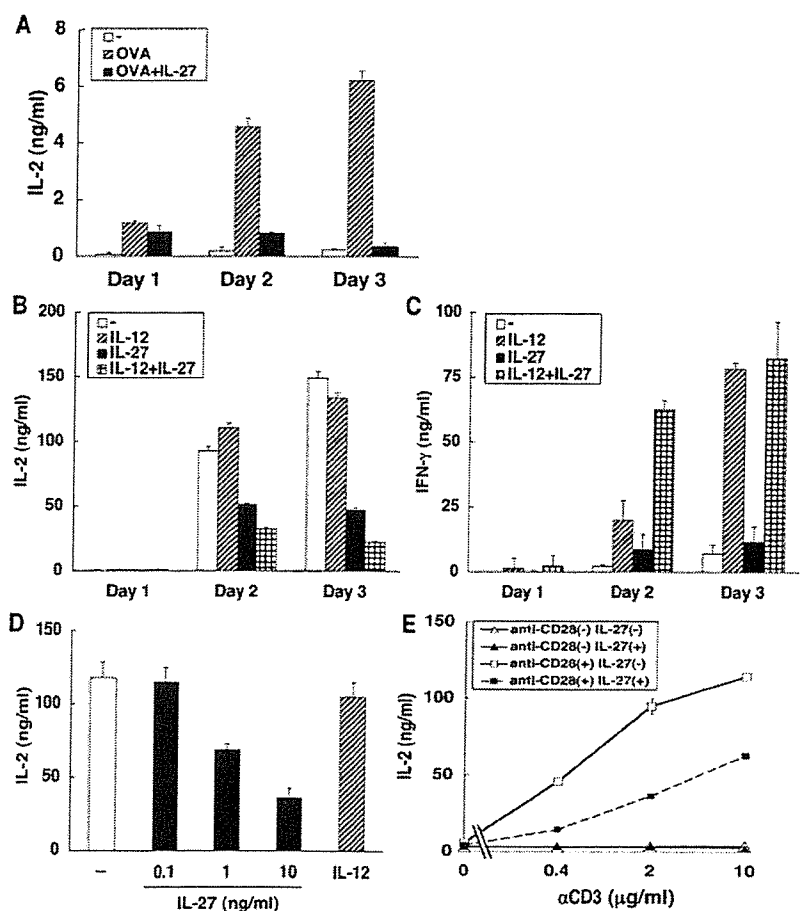 A
-
OVA
OVA+IL-27
IL-2 (ng/ml)
8
6
4
2
0
Day 1 Day 2 Day 3
B
-
IL-12
IL-27
IL-12+IL-27
IL-2 (ng/ml)
200
150
100
50
0
Day 1 Day 2 Day 3
C
-
IL-12
IL-27
IL-12+IL-27
IFN-γ (ng/ml)
100
75
50
25
0
Day 1 Day 2 Day 3
D
IL-2 (ng/ml)
150
100
50
0
– 0.1 1 10 IL-12
IL-27 (ng/ml)
E
anti-CD28(-) IL-27(-)
anti-CD28(-) IL-27(+)
anti-CD28(+) IL-27(-)
anti-CD28(+) IL-27(+)
IL-2 (ng/ml)
150
100
50
0
0 0.4 2 10
αCD3 (μg/ml)